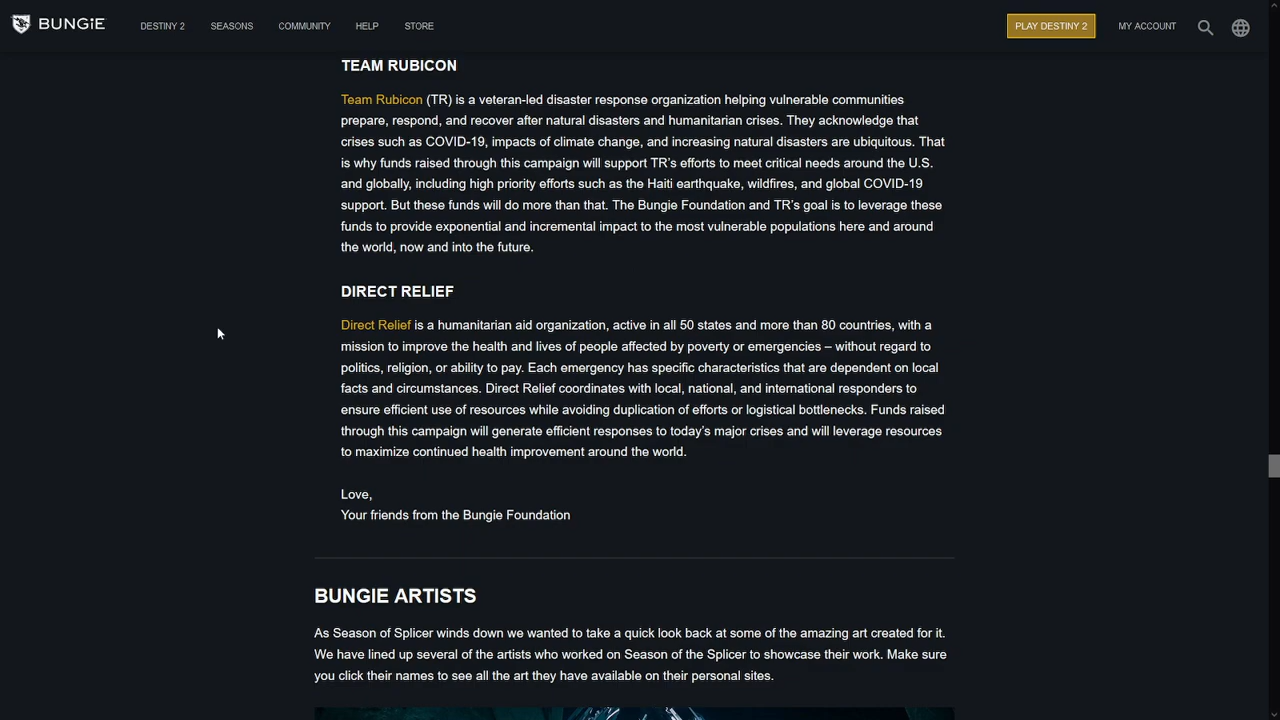 BUNGiE
DESTINY 2 SEASONS COMMUNITY HELP STORE PLAY DESTINY 2 MY ACCOUNT
TEAM RUBICON
Team Rubicon (TR) is a veteran-led disaster response organization helping vulnerable communities
prepare, respond, and recover after natural disasters and humanitarian crises. They acknowledge that
crises such as COVID-19, impacts of climate change, and increasing natural disasters are ubiquitous. That
is why funds raised through this campaign will support TR's efforts to meet critical needs around the U.S.
and globally, including high priority efforts such as the Haiti earthquake, wildfires, and global COVID-19
support. But these funds will do more than that. The Bungie Foundation and TR's goal is to leverage these
funds to provide exponential and incremental impact to the most vulnerable populations here and around
the world, now and into the future.
DIRECT RELIEF
Direct Relief is a humanitarian aid organization, active in all 50 states and more than 80 countries, with a
mission to improve the health and lives of people affected by poverty or emergencies – without regard to
politics, religion, or ability to pay. Each emergency has specific characteristics that are dependent on local
facts and circumstances. Direct Relief coordinates with local, national, and international responders to
ensure efficient use of resources while avoiding duplication of efforts or logistical bottlenecks. Funds raised
through this campaign will generate efficient responses to today's major crises and will leverage resources
to maximize continued health improvement around the world.
Love,
Your friends from the Bungie Foundation
BUNGIE ARTISTS
As Season of Splicer winds down we wanted to take a quick look back at some of the amazing art created for it.
We have lined up several of the artists who worked on Season of the Splicer to showcase their work. Make sure
you click their names to see all the art they have available on their personal sites.